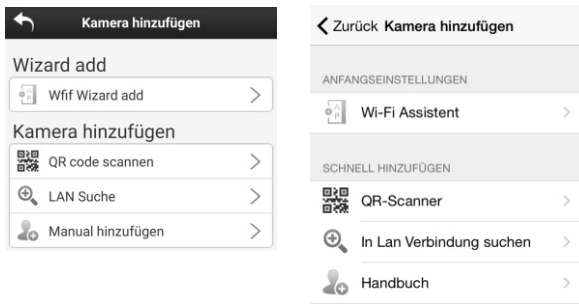 Kamera hinzufügen
Wizard add
Wfif Wizard add
Kamera hinzufügen
QR code scannen
LAN Suche
Manual hinzufügen
Zurück Kamera hinzufügen
ANFANGSEINSTELLUNGEN
Wi-Fi Assistent
SCHNELL HINZUFÜGEN
QR-Scanner
In Lan Verbindung suchen
Handbuch